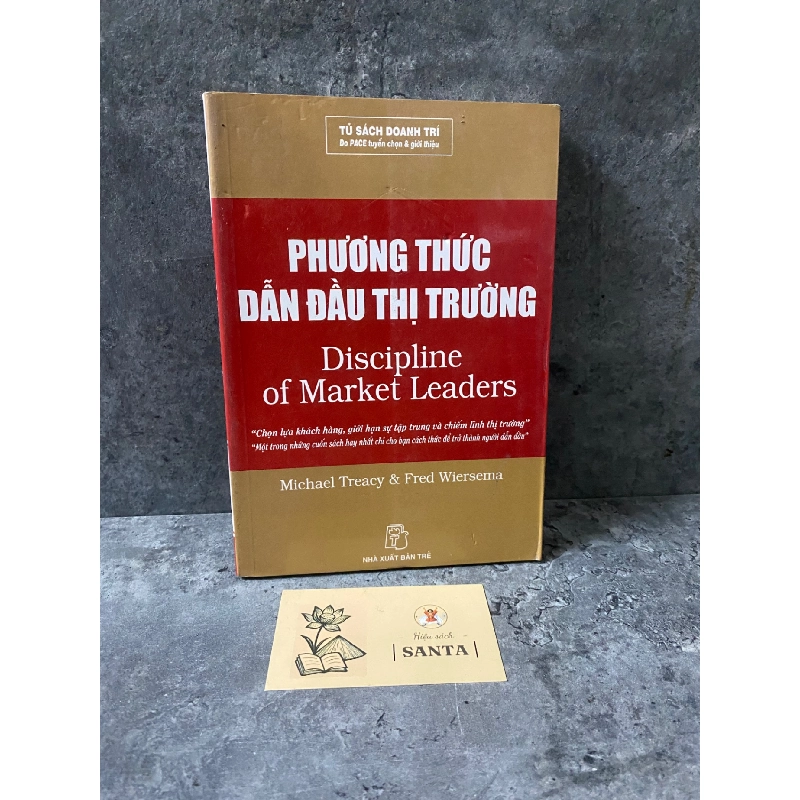 TỦ SÁCH DOANH TRÍ
Do PACE tuyển chọn & giới thiệu
PHƯƠNG THỨC
DẪN ĐẦU THỊ TRƯỜNG
Discipline
of Market Leaders
"Chọn lựa khách hàng, giới hạn sự tập trung và chiếm lĩnh thị trường"
"Một trong những cuốn sách hay nhất chỉ cho bạn cách thức để trở thành người dẫn đầu"
Michael Treacy & Fred Wiersema
NHÀ XUẤT BẢN TRẺ
Hiệu sách
| SANTA |